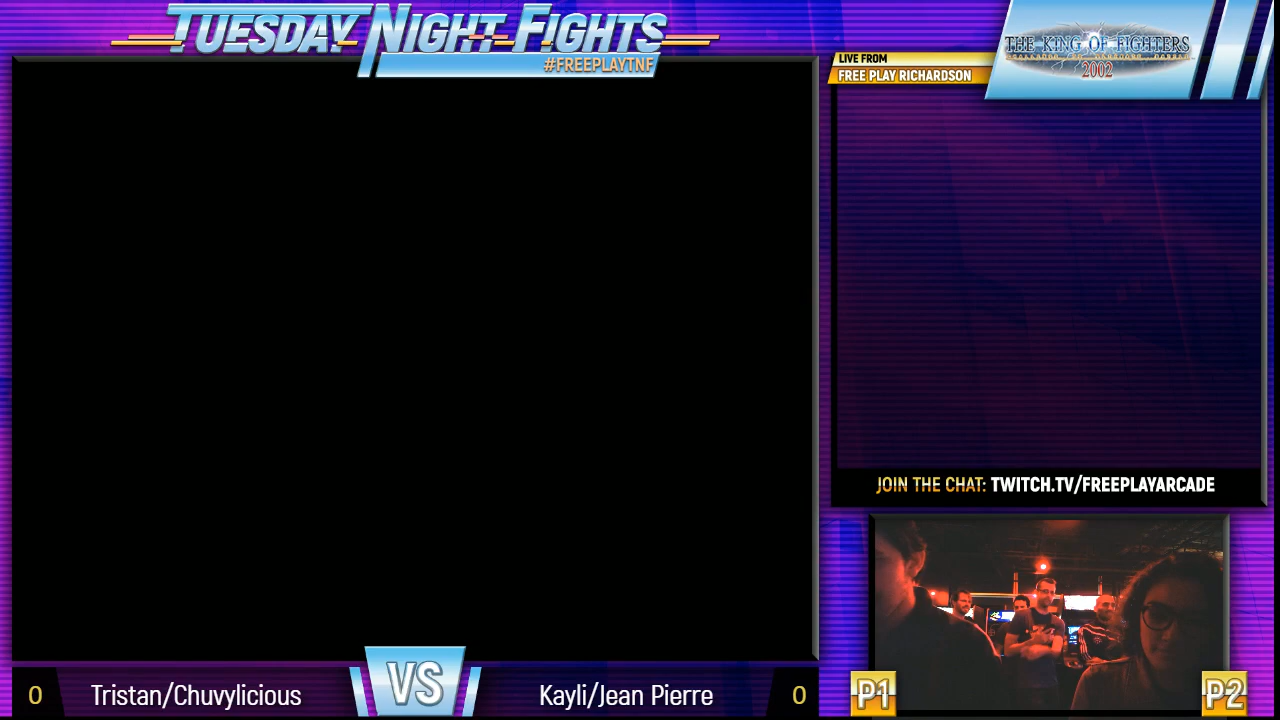 TUESDAY NIGHT FIGHTS
#FREEPLAYTNF
LIVE FROM
FREE PLAY RICHARDSON
THE KING OF FIGHTERS
2002
JOIN THE CHAT: TWITCH.TV/FREEPLAYARCADE
0 Tristan/Chuvylicious VS Kayli/Jean Pierre 0
P1 P2